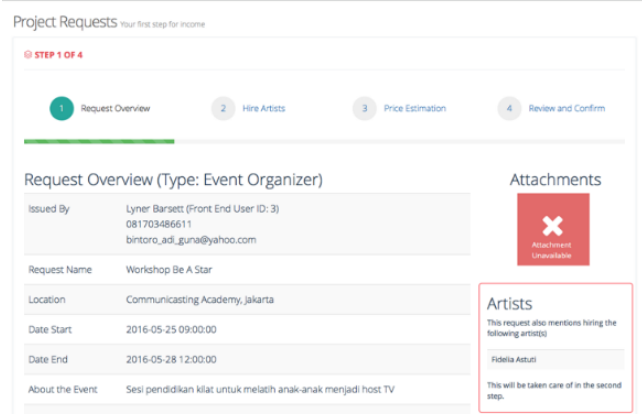 Project Requests Your first step for income
STEP 1 OF 4
1 Request Overview
2 Hire Artists
3 Price Estimation
4 Review and Confirm
Request Overview (Type: Event Organizer)
Issued By Lyner Barsett (Front End User ID: 3)
081703486611
bintoro_adi_guna@yahoo.com
Request Name Workshop Be A Star
Location Communicasting Academy, Jakarta
Date Start 2016-05-25 09:00:00
Date End 2016-05-28 12:00:00
About the Event Sesi pendidikan kilat untuk melatih anak-anak menjadi host TV
Attachments
Attachment
Unavailable
Artists
This request also mentions hiring the
following artist(s)
Fidelia Astuti
This will be taken care of in the second
step.